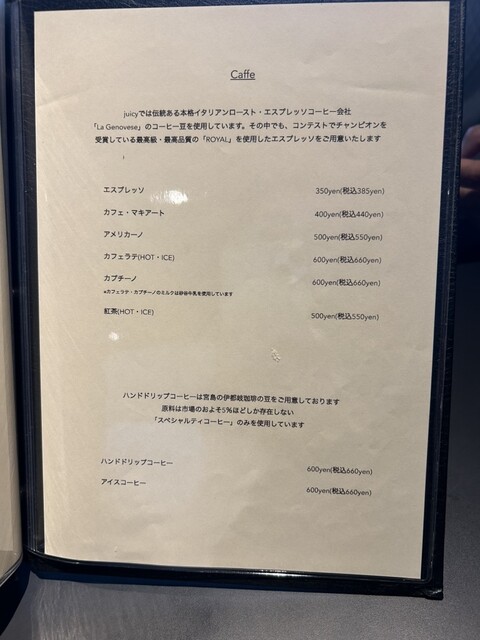 Caffe
juicyでは伝統ある本格イタリアンロースト・エスプレッソコーヒー会社
「La Genovese」のコーヒー豆を使用しています。その中でも、コンテストでチャンピオンを
受賞している最高級・最高品質の「ROYAL」を使用したエスプレッソをご用意いたします
エスプレッソ 350yen(税込385yen)
カフェ・マキアート 400yen(税込440yen)
アメリカーノ 500yen(税込550yen)
カフェラテ(HOT・ICE) 600yen(税込660yen)
カプチーノ 600yen(税込660yen)
*カフェラテ・カプチーノのミルクは砂谷牛乳を使用しています
紅茶(HOT・ICE) 500yen(税込550yen)
ハンドドリップコーヒーは宮島の伊都岐珈琲の豆をご用意しております
原料は市場のおよそ5%ほどしか存在しない
「スペシャルティコーヒー」のみを使用しています
ハンドドリップコーヒー 600yen(税込660yen)
アイスコーヒー 600yen(税込660yen)